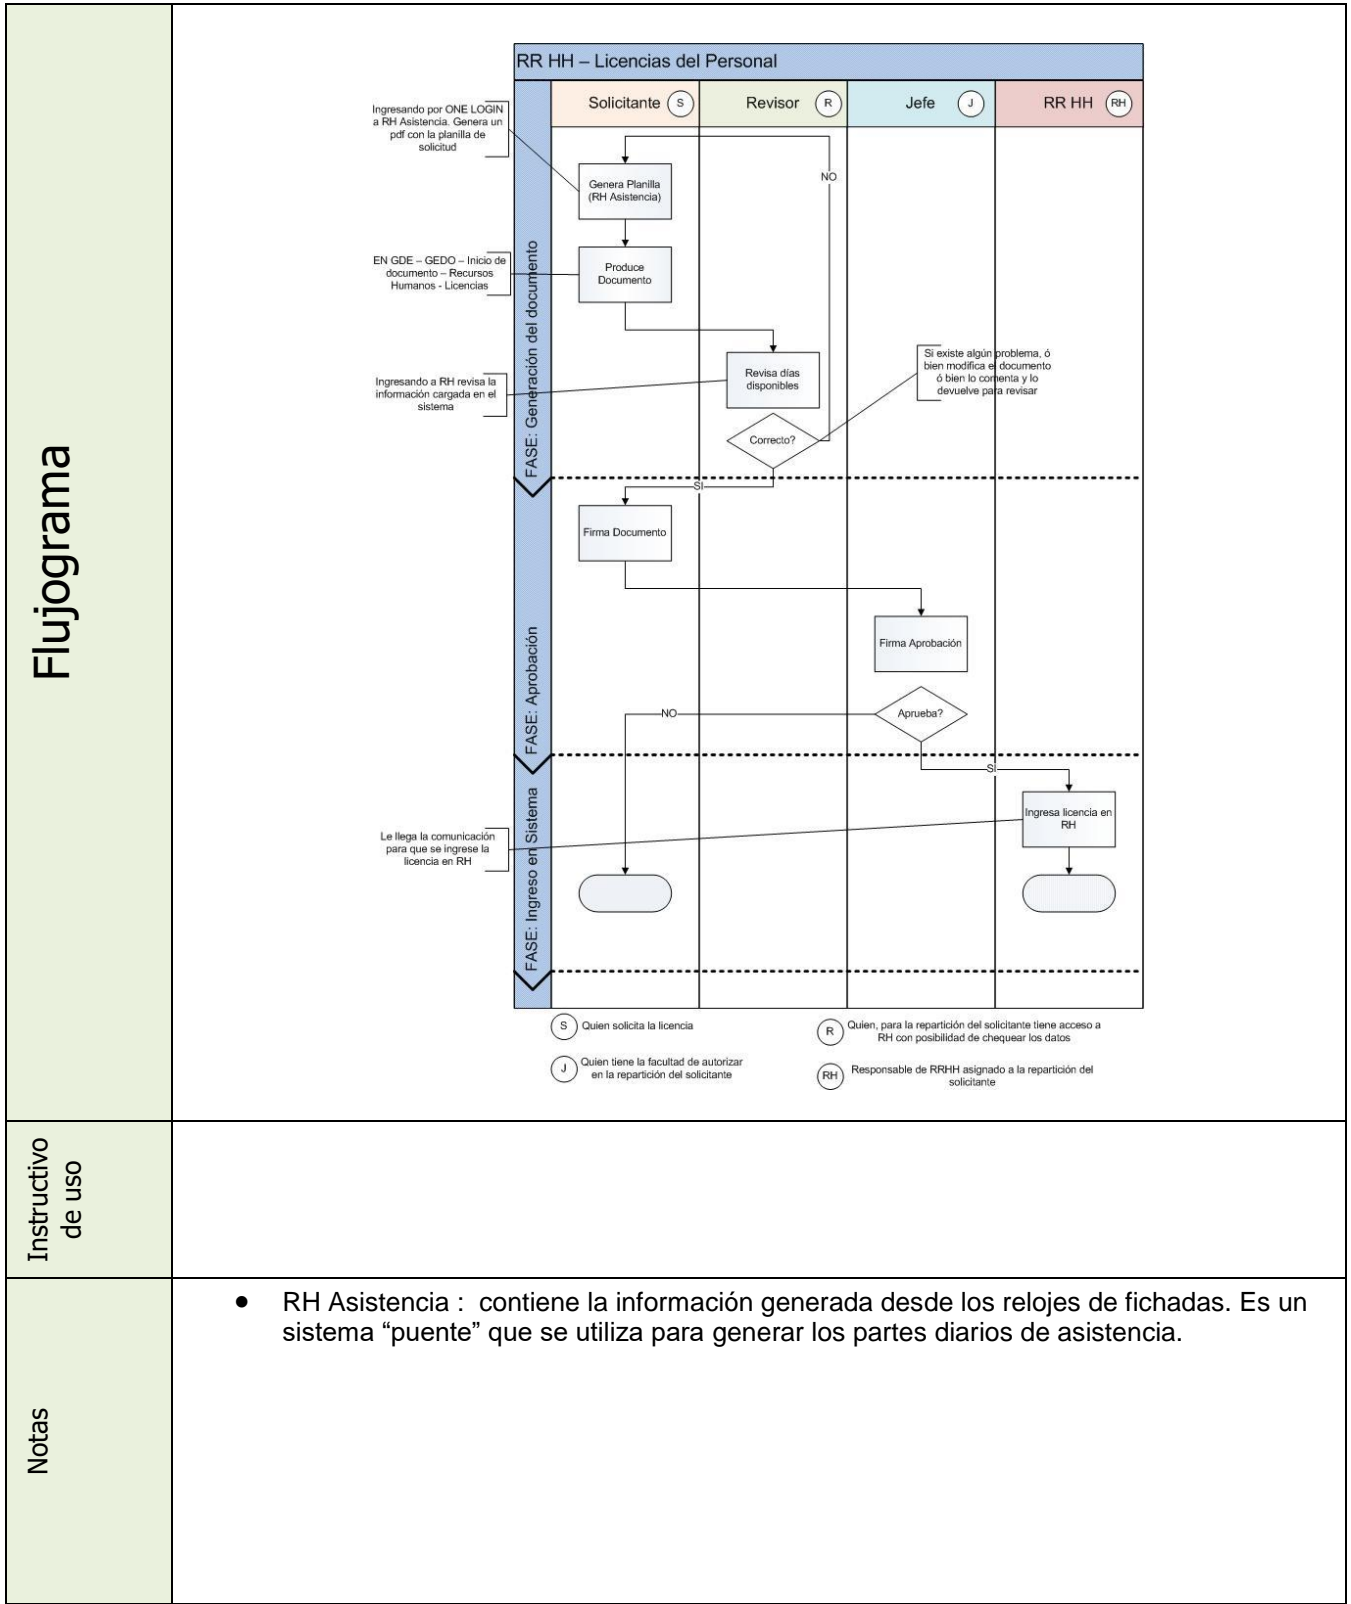 Flujograma
RR HH – Licencias del Personal
Solicitante S
Revisor R
Jefe J
RR HH RH
Ingresando por ONE LOGIN
a RH Asistencia. Genera un
pdf con la planilla de
solicitud
NO
Genera Planilla
(RH Asistencia)
FASE: Generación del documento
EN GDE – GEDO – Inicio de
documento – Recursos
Humanos - Licencias
Produce
Documento
Ingresando a RH revisa la
información cargada en el
sistema
Revisa días
disponibles
Si existe algún problema, ó
bien modifica el documento
ó bien lo comenta y lo
devuelve para revisar
Correcto?
SI
Firma Documento
FASE: Aprobación
Firma Aprobación
Aprueba?
NO
SI
FASE: Ingreso en Sistema
Ingresa licencia en
RH
Le llega la comunicación
para que se ingrese la
licencia en RH
S Quien solicita la licencia
R Quien, para la repartición del solicitante tiene acceso a
RH con posibilidad de chequear los datos
J Quien tiene la facultad de autorizar
en la repartición del solicitante
RH Responsable de RRHH asignado a la repartición del
solicitante
Instructivo
de uso
Notas
• RH Asistencia : contiene la información generada desde los relojes de fichadas. Es un
sistema “puente” que se utiliza para generar los partes diarios de asistencia.